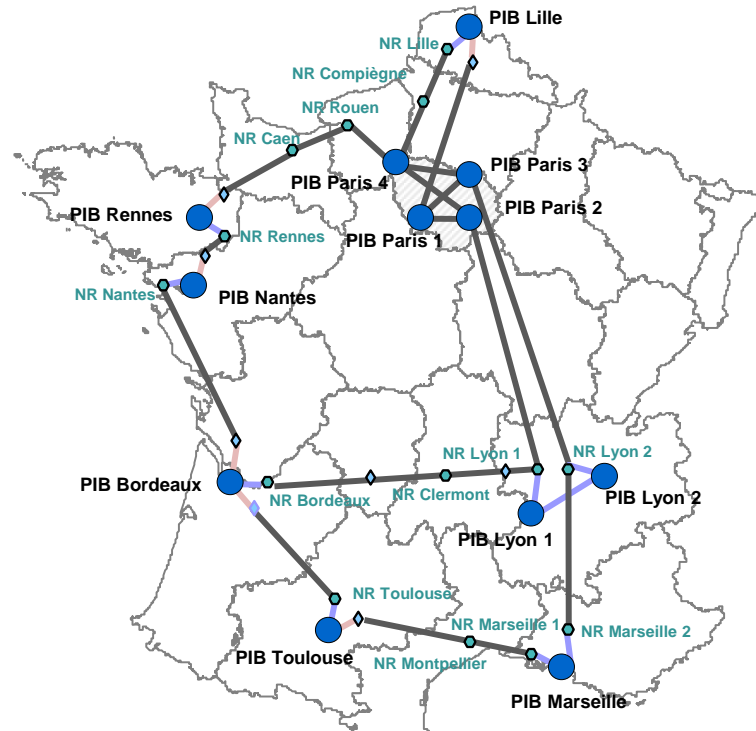 PIB Lille
NR Lille
NR Compiègne
NR Rouen
NR Caen
PIB Paris 3
PIB Paris 4
PIB Rennes
PIB Paris 2
NR Rennes
PIB Paris 1
NR Nantes
PIB Nantes
NR Lyon 1
NR Lyon 2
PIB Bordeaux
NR Bordeaux
NR Clermont
PIB Lyon 2
PIB Lyon 1
NR Toulouse
NR Marseille 1
NR Marseille 2
PIB Toulouse
NR Montpellier
PIB Marseille